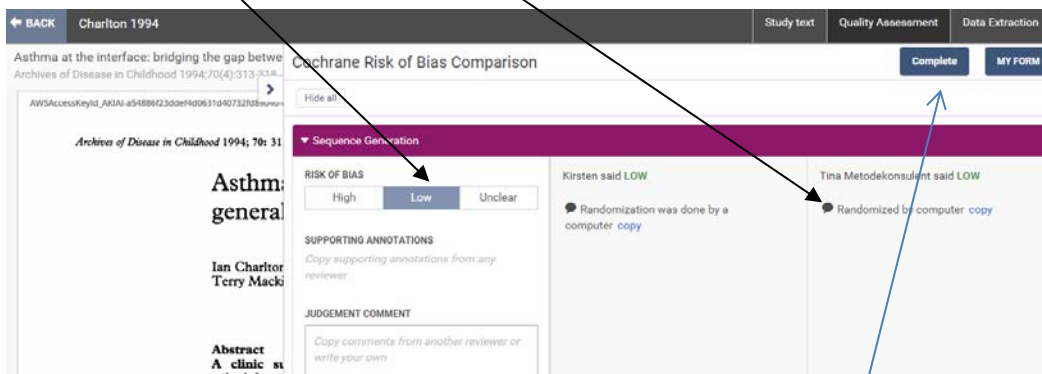 BACK
Charlton 1994
Study text
Quality Assessment
Data Extraction
Asthma at the interface: bridging the gap betwe
Archives of Disease in Childhood 1994;70(4):313-318
Cochrane Risk of Bias Comparison
Complete
MY FORM
Hide all
Archives of Disease in Childhood 1994; 70: 31
Asthma
general
Ian Charlton
Terry Macki
Abstract
A clinic su
Sequence Generation
RISK OF BIAS
High
Low
Unclear
SUPPORTING ANNOTATIONS
Copy supporting annotations from any
reviewer
JUDGEMENT COMMENT
Copy comments from another reviewer or
write your own
Kirsten said LOW
Randomization was done by a
computer copy
Tina Metodekonsulent said LOW
Randomized by computer copy